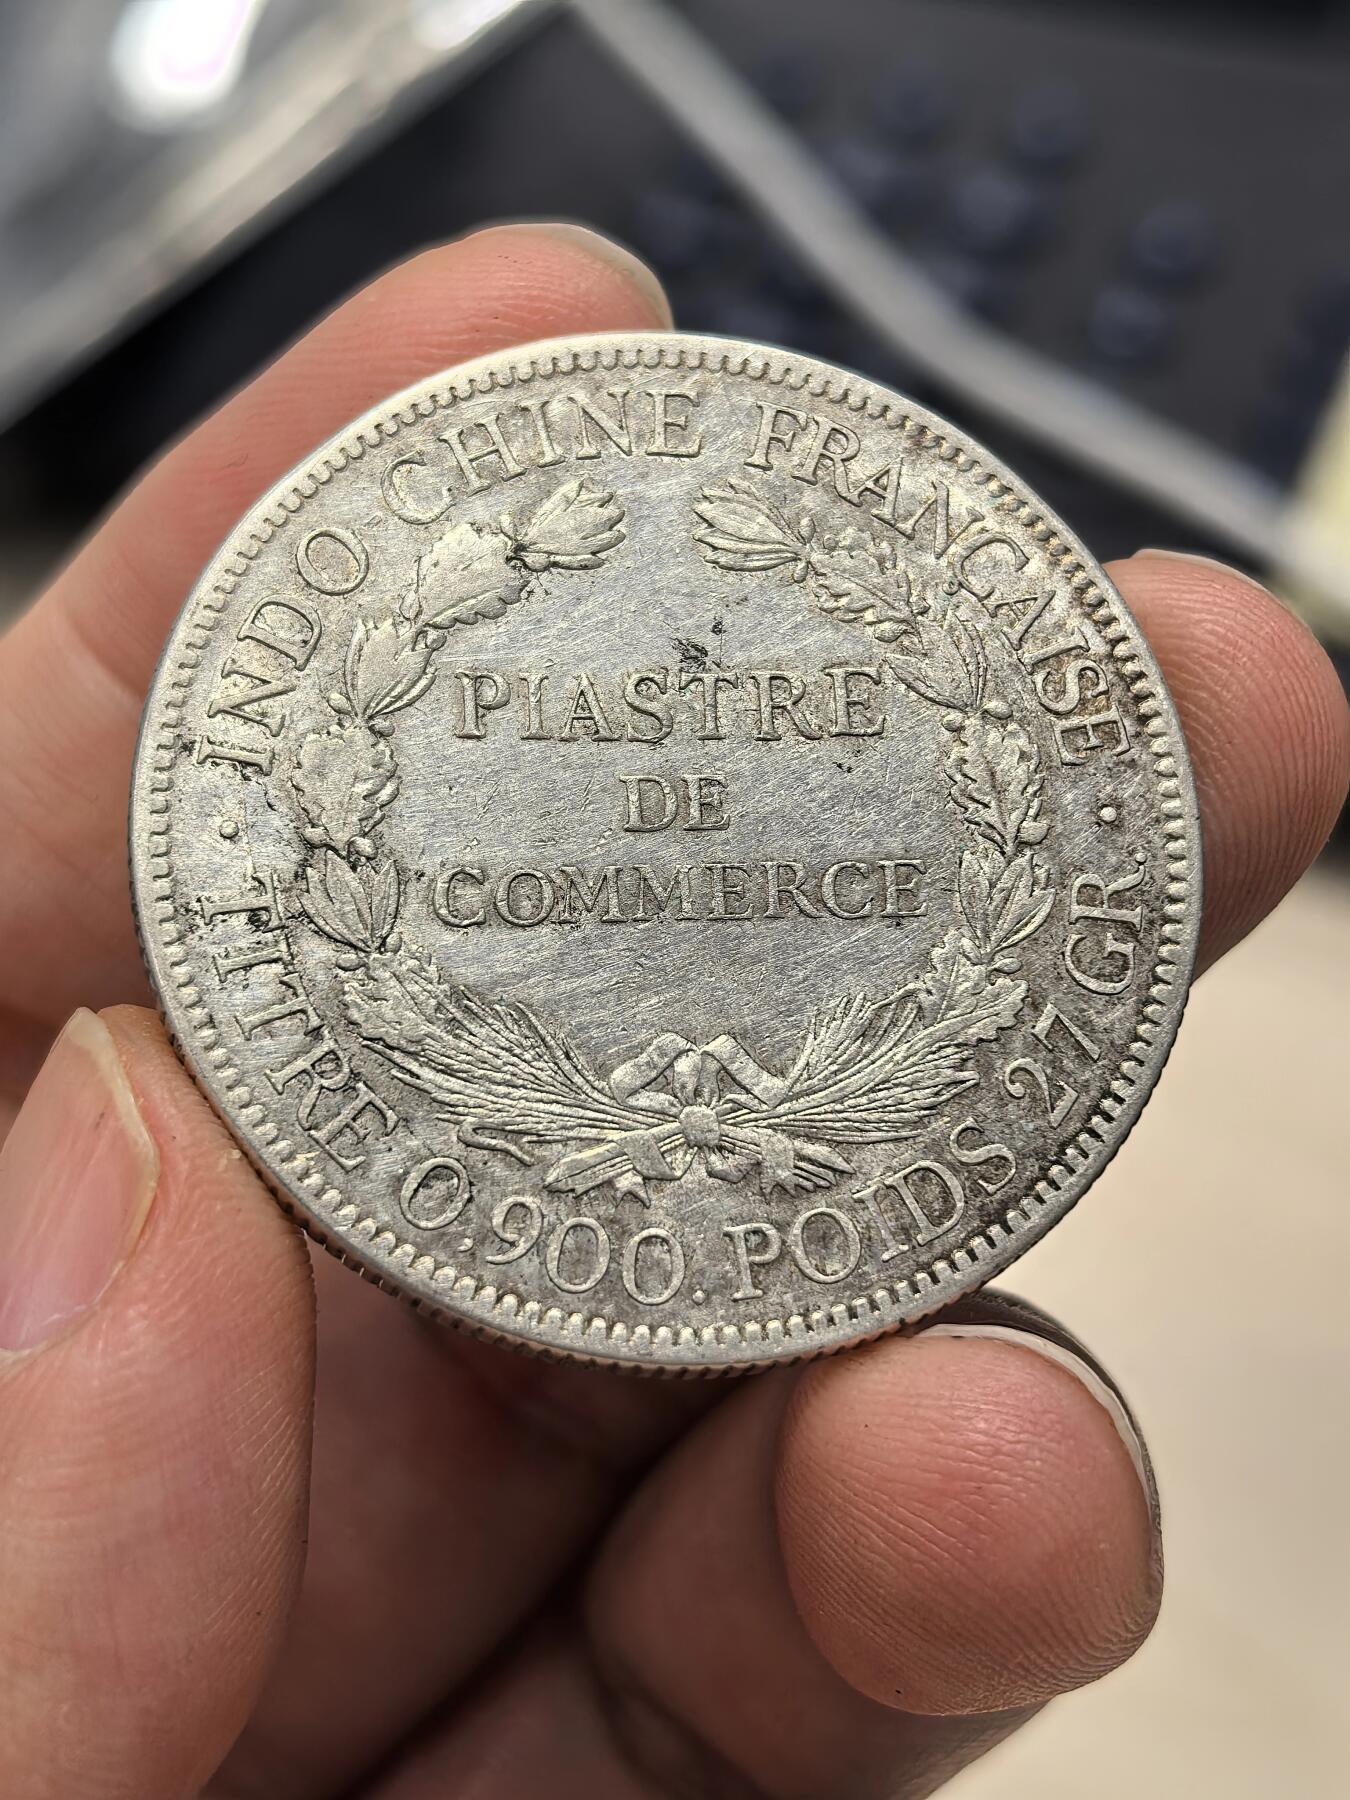 INDO CHINE FRANÇAISE
PIASTRE
DE
COMMERCE
· TITRE 0,900. POIDS 27 GR. ·